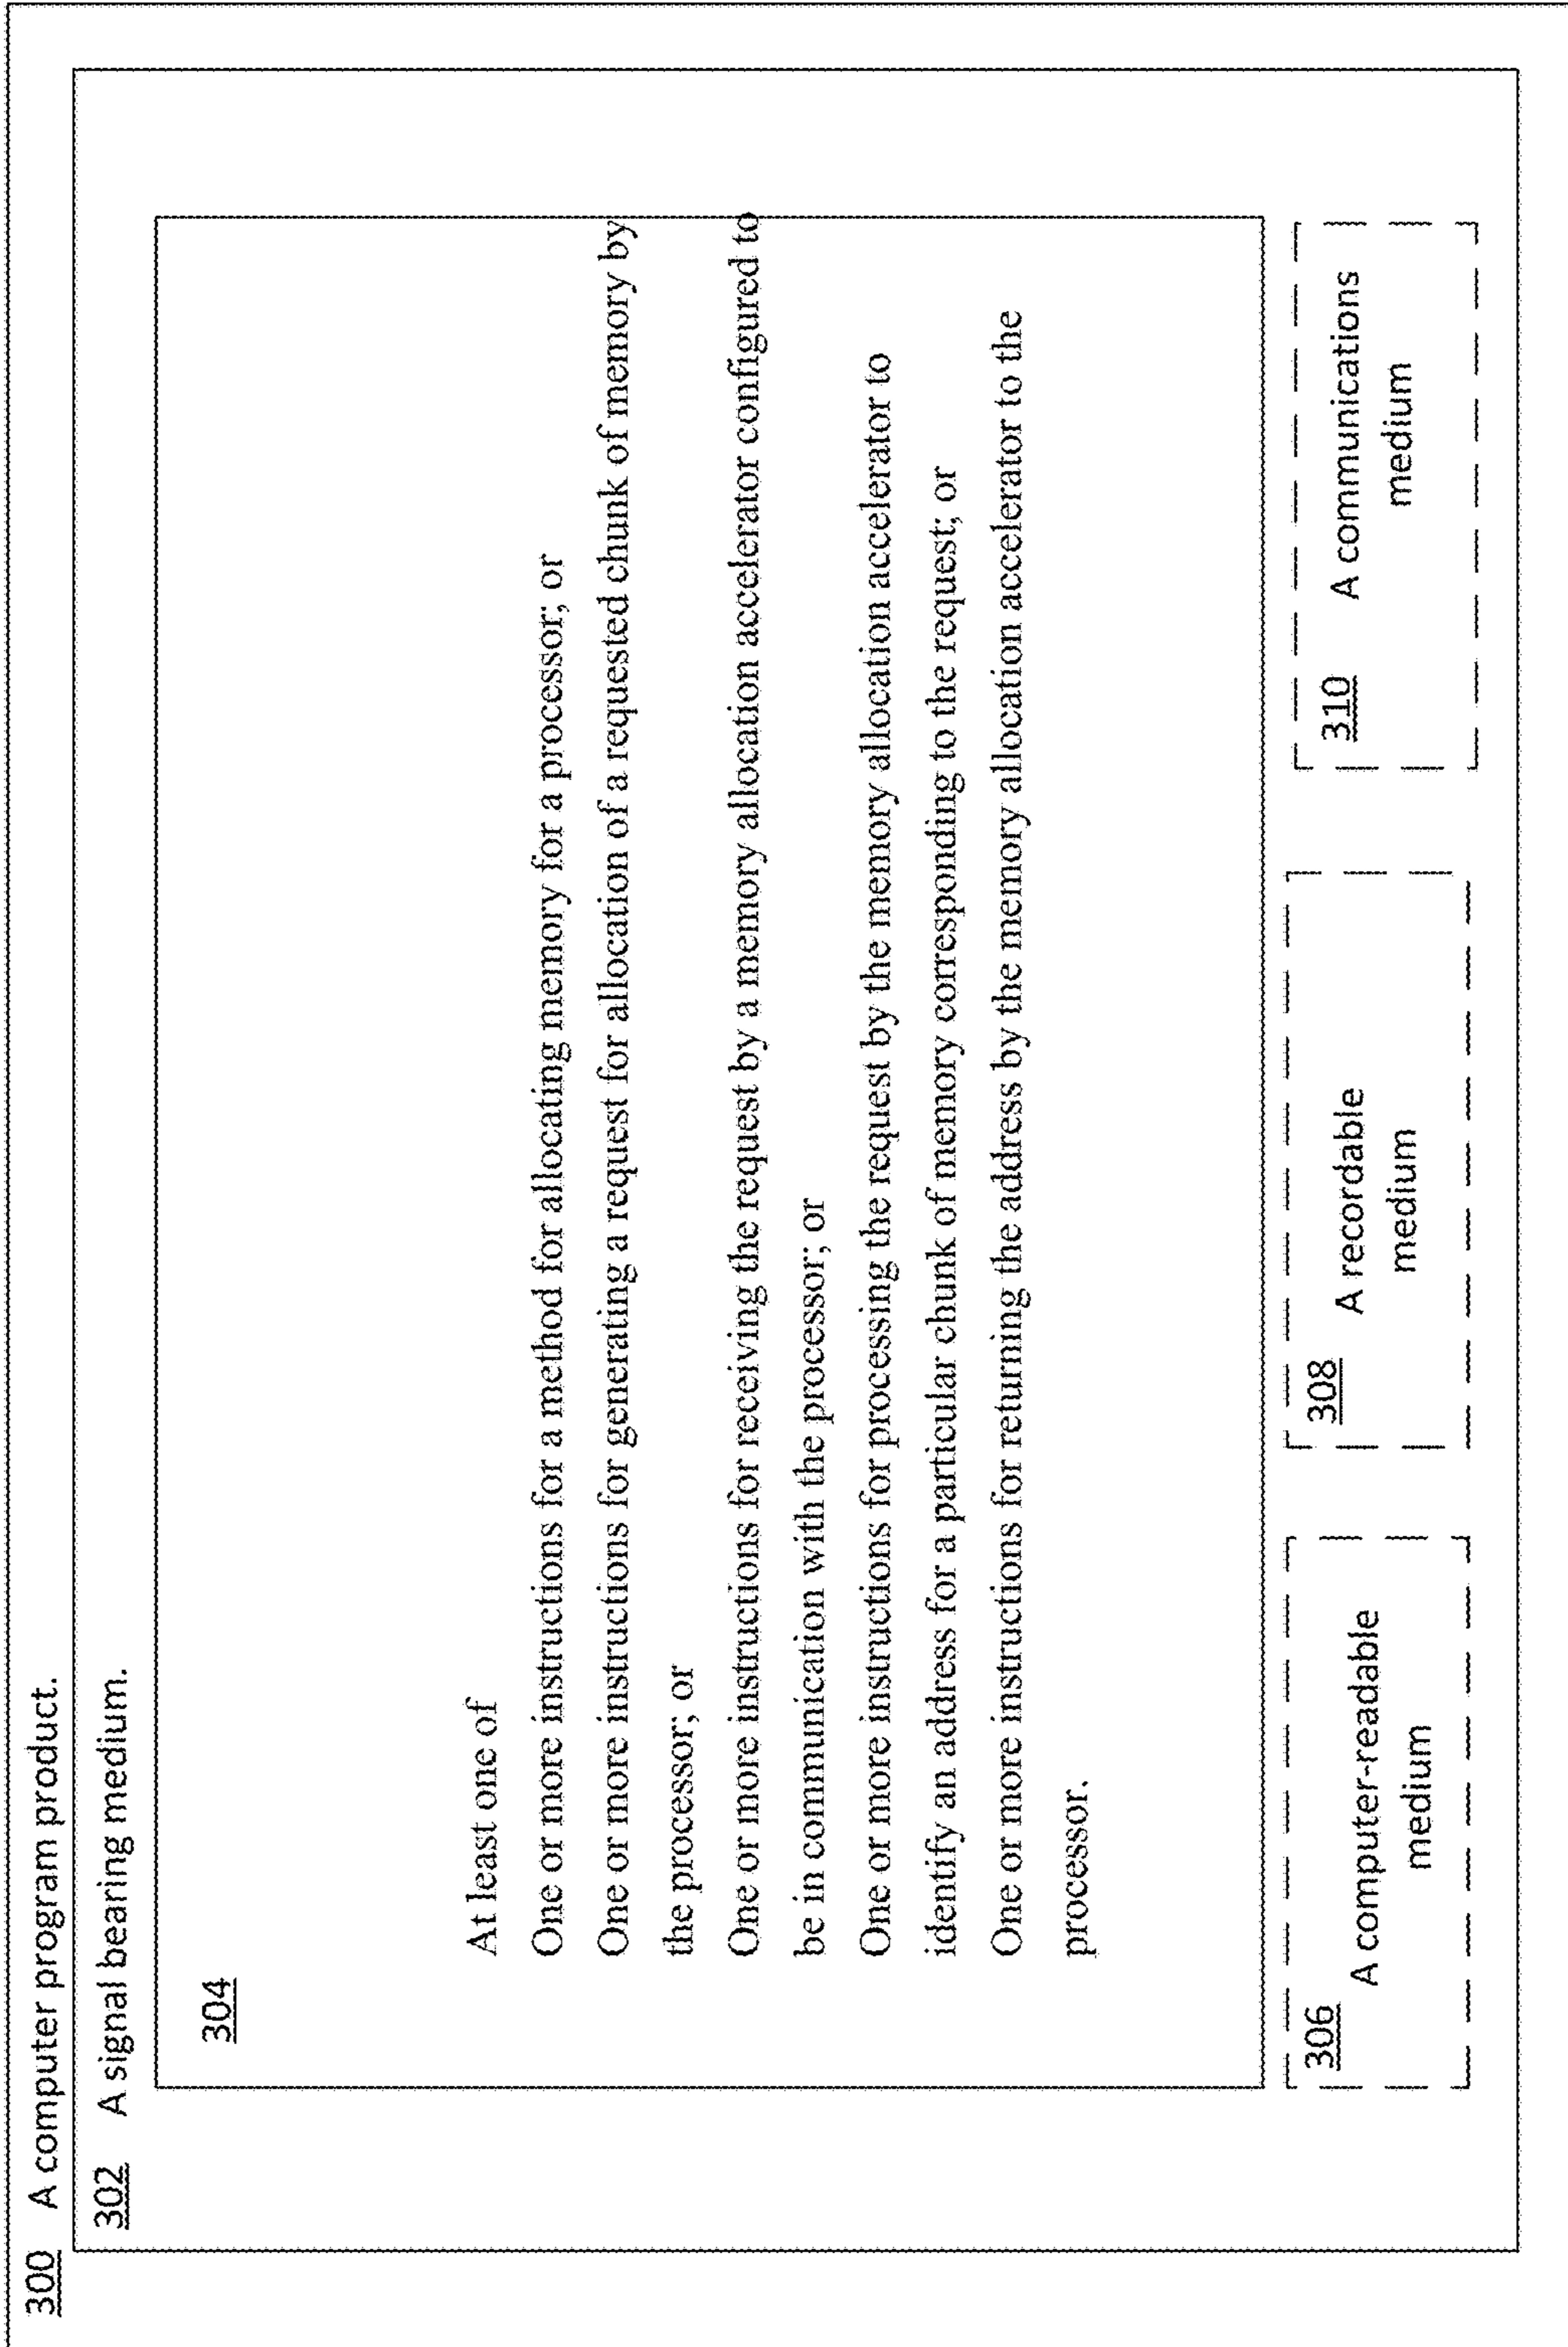 300 A computer program product.
302 A signal bearing medium.
304
At least one of
One or more instructions for a method for allocating memory for a processor; or
One or more instructions for generating a request for allocation of a requested chunk of memory by
the processor; or
One or more instructions for receiving the request by a memory allocation accelerator configured to
be in communication with the processor; or
One or more instructions for processing the request by the memory allocation accelerator to
identify an address for a particular chunk of memory corresponding to the request; or
One or more instructions for returning the address by the memory allocation accelerator to the
processor.
306 A computer-readable
medium
308 A recordable
medium
310 A communications
medium